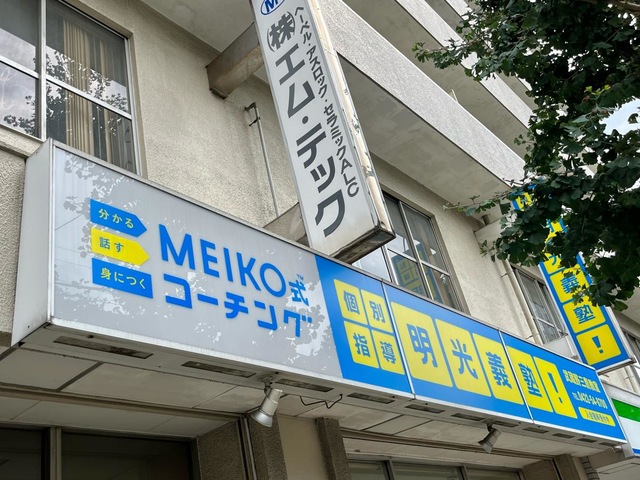 M
(株)エム・テック
ヘーベル・アスロック・セラミックALC
分かる
話す
身につく
MEIKO式
コーチング
個別
指導
明光義塾!
明光義塾!